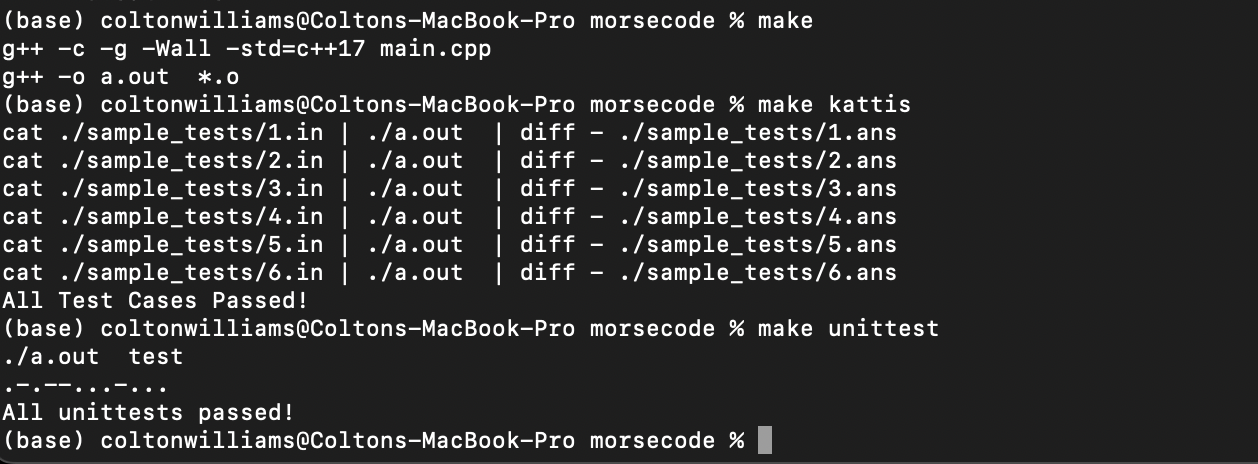 (base) coltonwilliams@Coltons-MacBook-Pro morsecode % make
g++ -c -g -Wall -std=c++17 main.cpp
g++ -o a.out  *.o
(base) coltonwilliams@Coltons-MacBook-Pro morsecode % make kattis
cat ./sample_tests/1.in | ./a.out  | diff - ./sample_tests/1.ans
cat ./sample_tests/2.in | ./a.out  | diff - ./sample_tests/2.ans
cat ./sample_tests/3.in | ./a.out  | diff - ./sample_tests/3.ans
cat ./sample_tests/4.in | ./a.out  | diff - ./sample_tests/4.ans
cat ./sample_tests/5.in | ./a.out  | diff - ./sample_tests/5.ans
cat ./sample_tests/6.in | ./a.out  | diff - ./sample_tests/6.ans
All Test Cases Passed!
(base) coltonwilliams@Coltons-MacBook-Pro morsecode % make unittest
./a.out  test
.-.--...-...
All unittests passed!
(base) coltonwilliams@Coltons-MacBook-Pro morsecode %